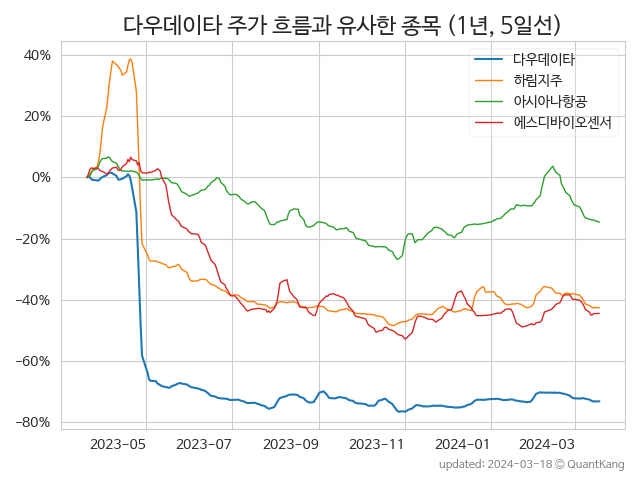 다우데이타 주가 흐름과 유사한 종목 (1년, 5일선)
다우데이타
하림지주
아시아나항공
에스디바이오센서
40%
20%
0%
−20%
−40%
−60%
−80%
2023-05 2023-07 2023-09 2023-11 2024-01 2024-03
updated: 2024-03-18 © QuantKang